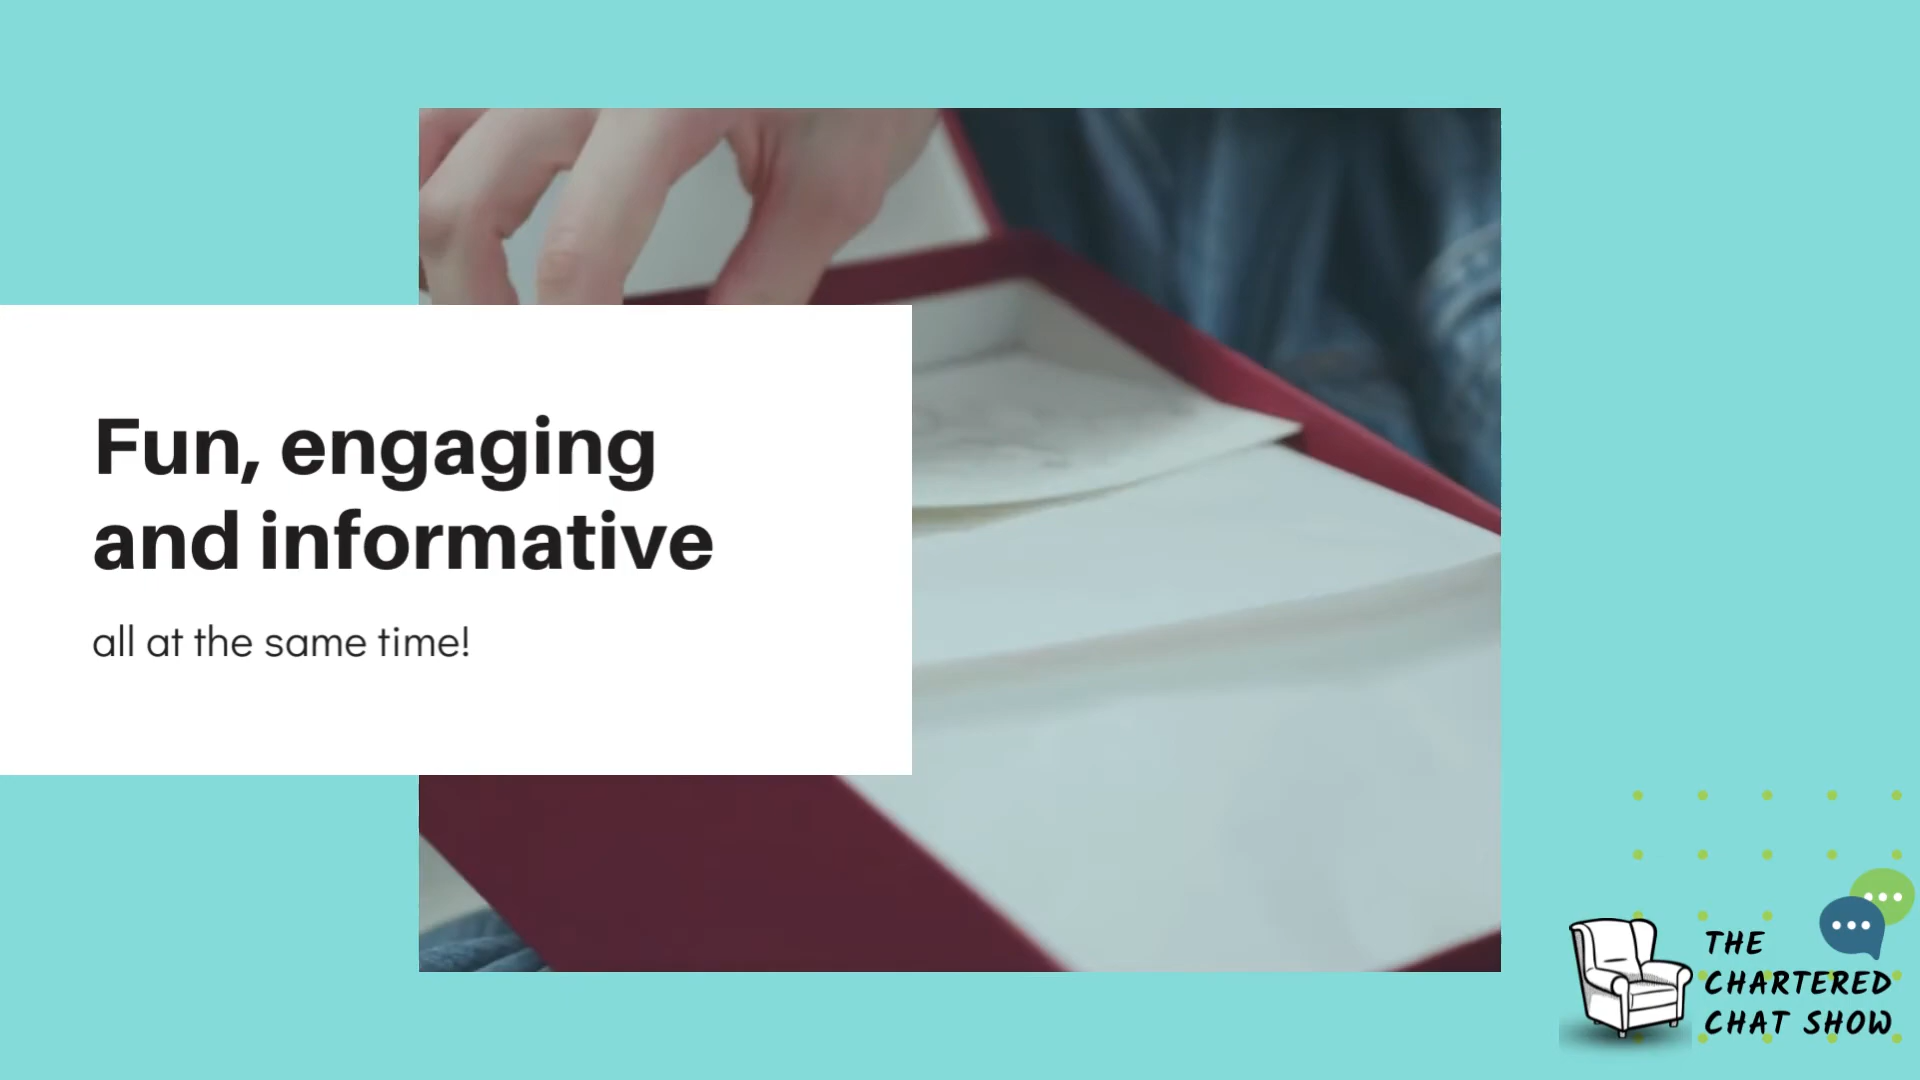 Fun, engaging
and informative
all at the same time!
THE
CHARTERED
CHAT SHOW